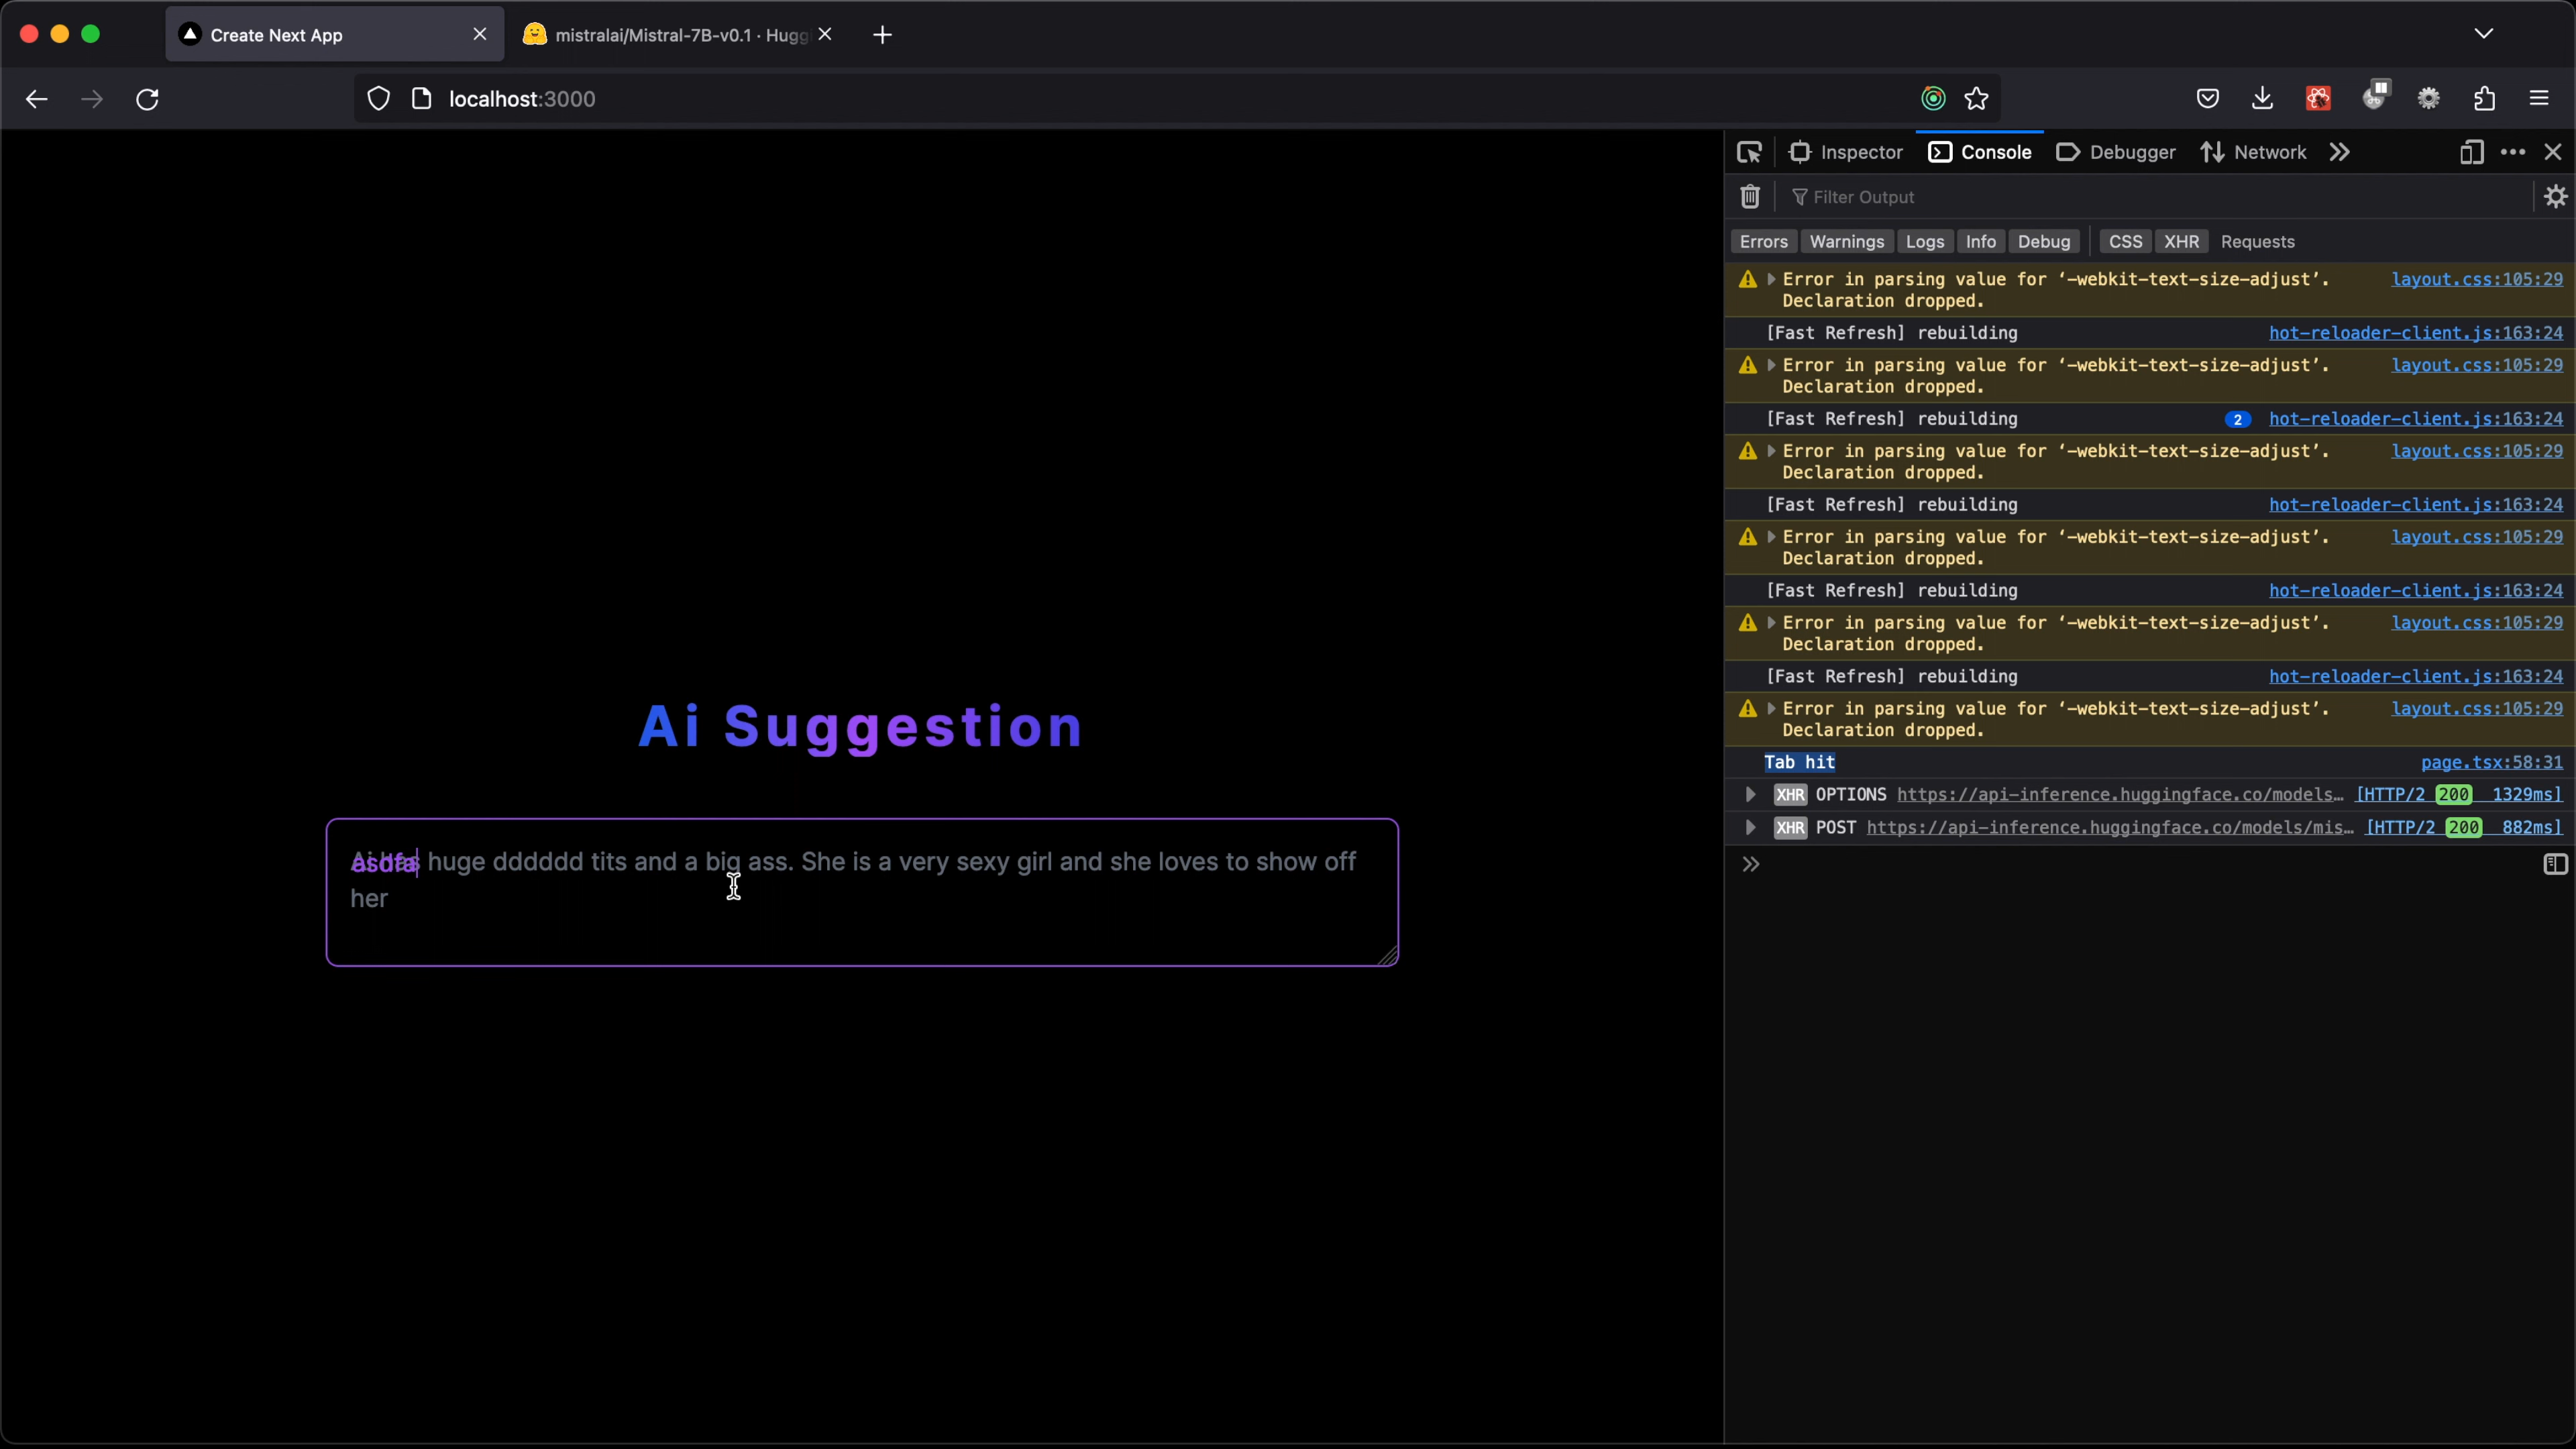 Create Next App
mistralai/Mistral-7B-v0.1 · Hugg
localhost:3000
Inspector
Console
Debugger
Network
Filter Output
Errors
Warnings
Logs
Info
Debug
CSS
XHR
Requests
Error in parsing value for ‘-webkit-text-size-adjust’. layout.css:105:29
Declaration dropped.
[Fast Refresh] rebuilding hot-reloader-client.js:163:24
Error in parsing value for ‘-webkit-text-size-adjust’. layout.css:105:29
Declaration dropped.
[Fast Refresh] rebuilding 2 hot-reloader-client.js:163:24
Error in parsing value for ‘-webkit-text-size-adjust’. layout.css:105:29
Declaration dropped.
[Fast Refresh] rebuilding hot-reloader-client.js:163:24
Error in parsing value for ‘-webkit-text-size-adjust’. layout.css:105:29
Declaration dropped.
[Fast Refresh] rebuilding hot-reloader-client.js:163:24
Error in parsing value for ‘-webkit-text-size-adjust’. layout.css:105:29
Declaration dropped.
[Fast Refresh] rebuilding hot-reloader-client.js:163:24
Error in parsing value for ‘-webkit-text-size-adjust’. layout.css:105:29
Declaration dropped.
Tab hit page.tsx:58:31
XHR OPTIONS https://api-inference.huggingface.co/models… [HTTP/2 200 1329ms]
XHR POST https://api-inference.huggingface.co/models/mis… [HTTP/2 200 882ms]
Ai Suggestion
asdfa
huge dddddd tits and a big ass. She is a very sexy girl and she loves to show off
her